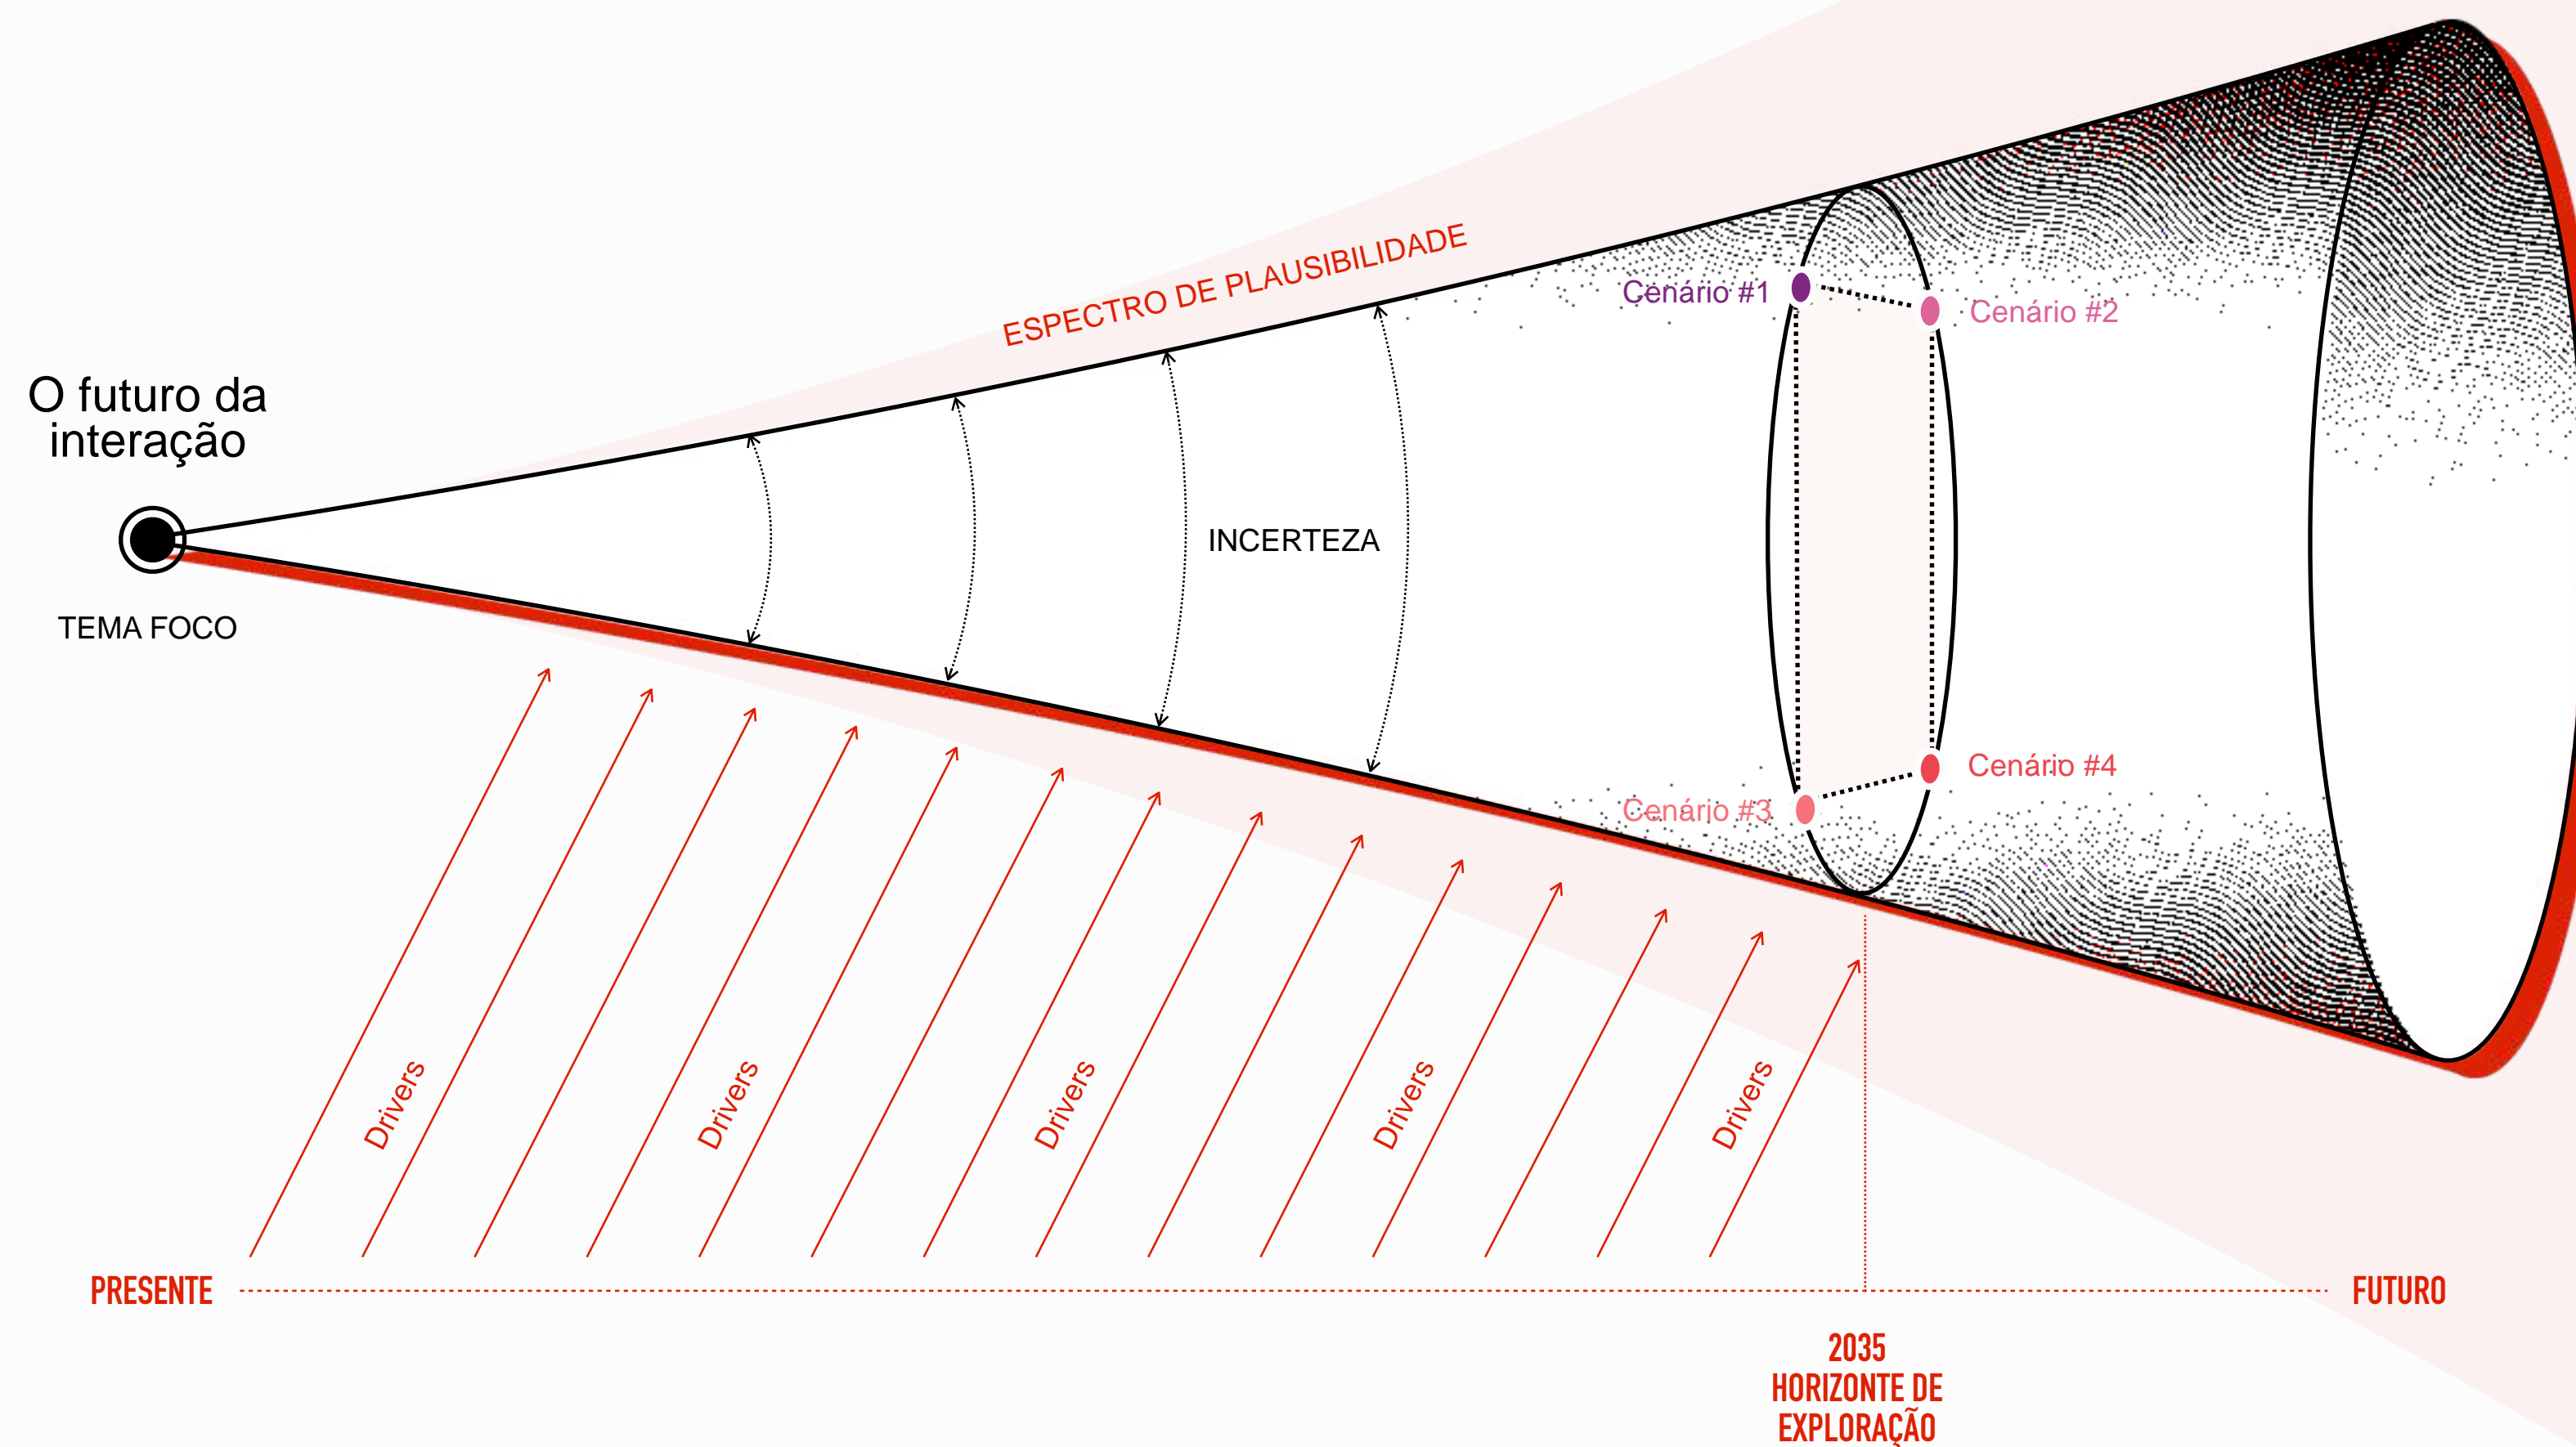 ESPECTRO DE PLAUSIBILIDADE
Cenário #1
Cenário #2
O futuro da
interação
INCERTEZA
TEMA FOCO
Cenário #4
Cenário #3
Drivers
Drivers
Drivers
Drivers
Drivers
PRESENTE
FUTURO
2035
HORIZONTE DE
EXPLORAÇÃO